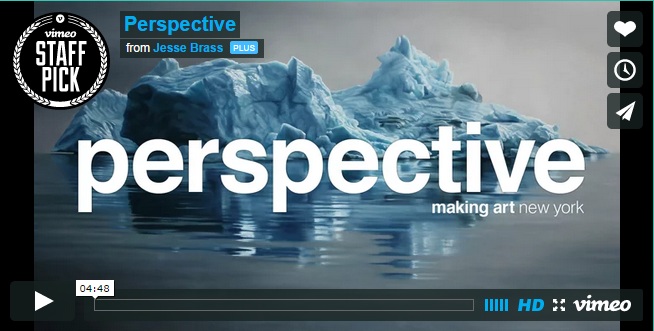 vimeo
STAFF
PICK
Perspective
from Jesse Brass PLUS
perspective
making art new york
04:48
HD vimeo